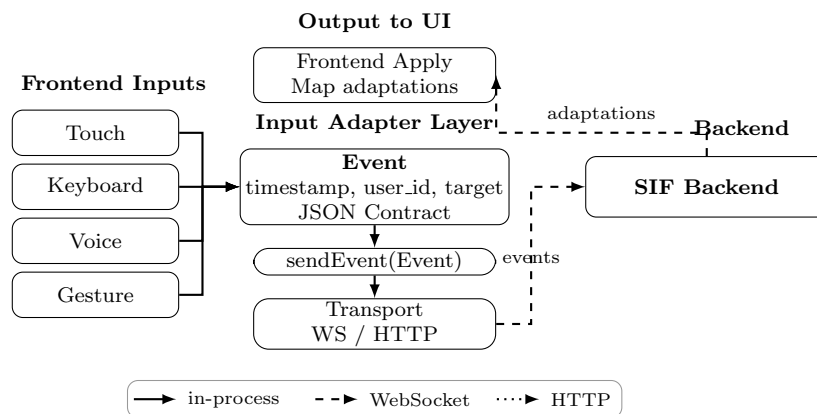 Output to UI
Frontend Apply
Map adaptations
Frontend Inputs
Touch
Keyboard
Voice
Gesture
Input Adapter Layer
Event
timestamp, user_id, target
JSON Contract
sendEvent(Event)
Transport
WS / HTTP
events
adaptations
Backend
SIF Backend
in-process
WebSocket
HTTP